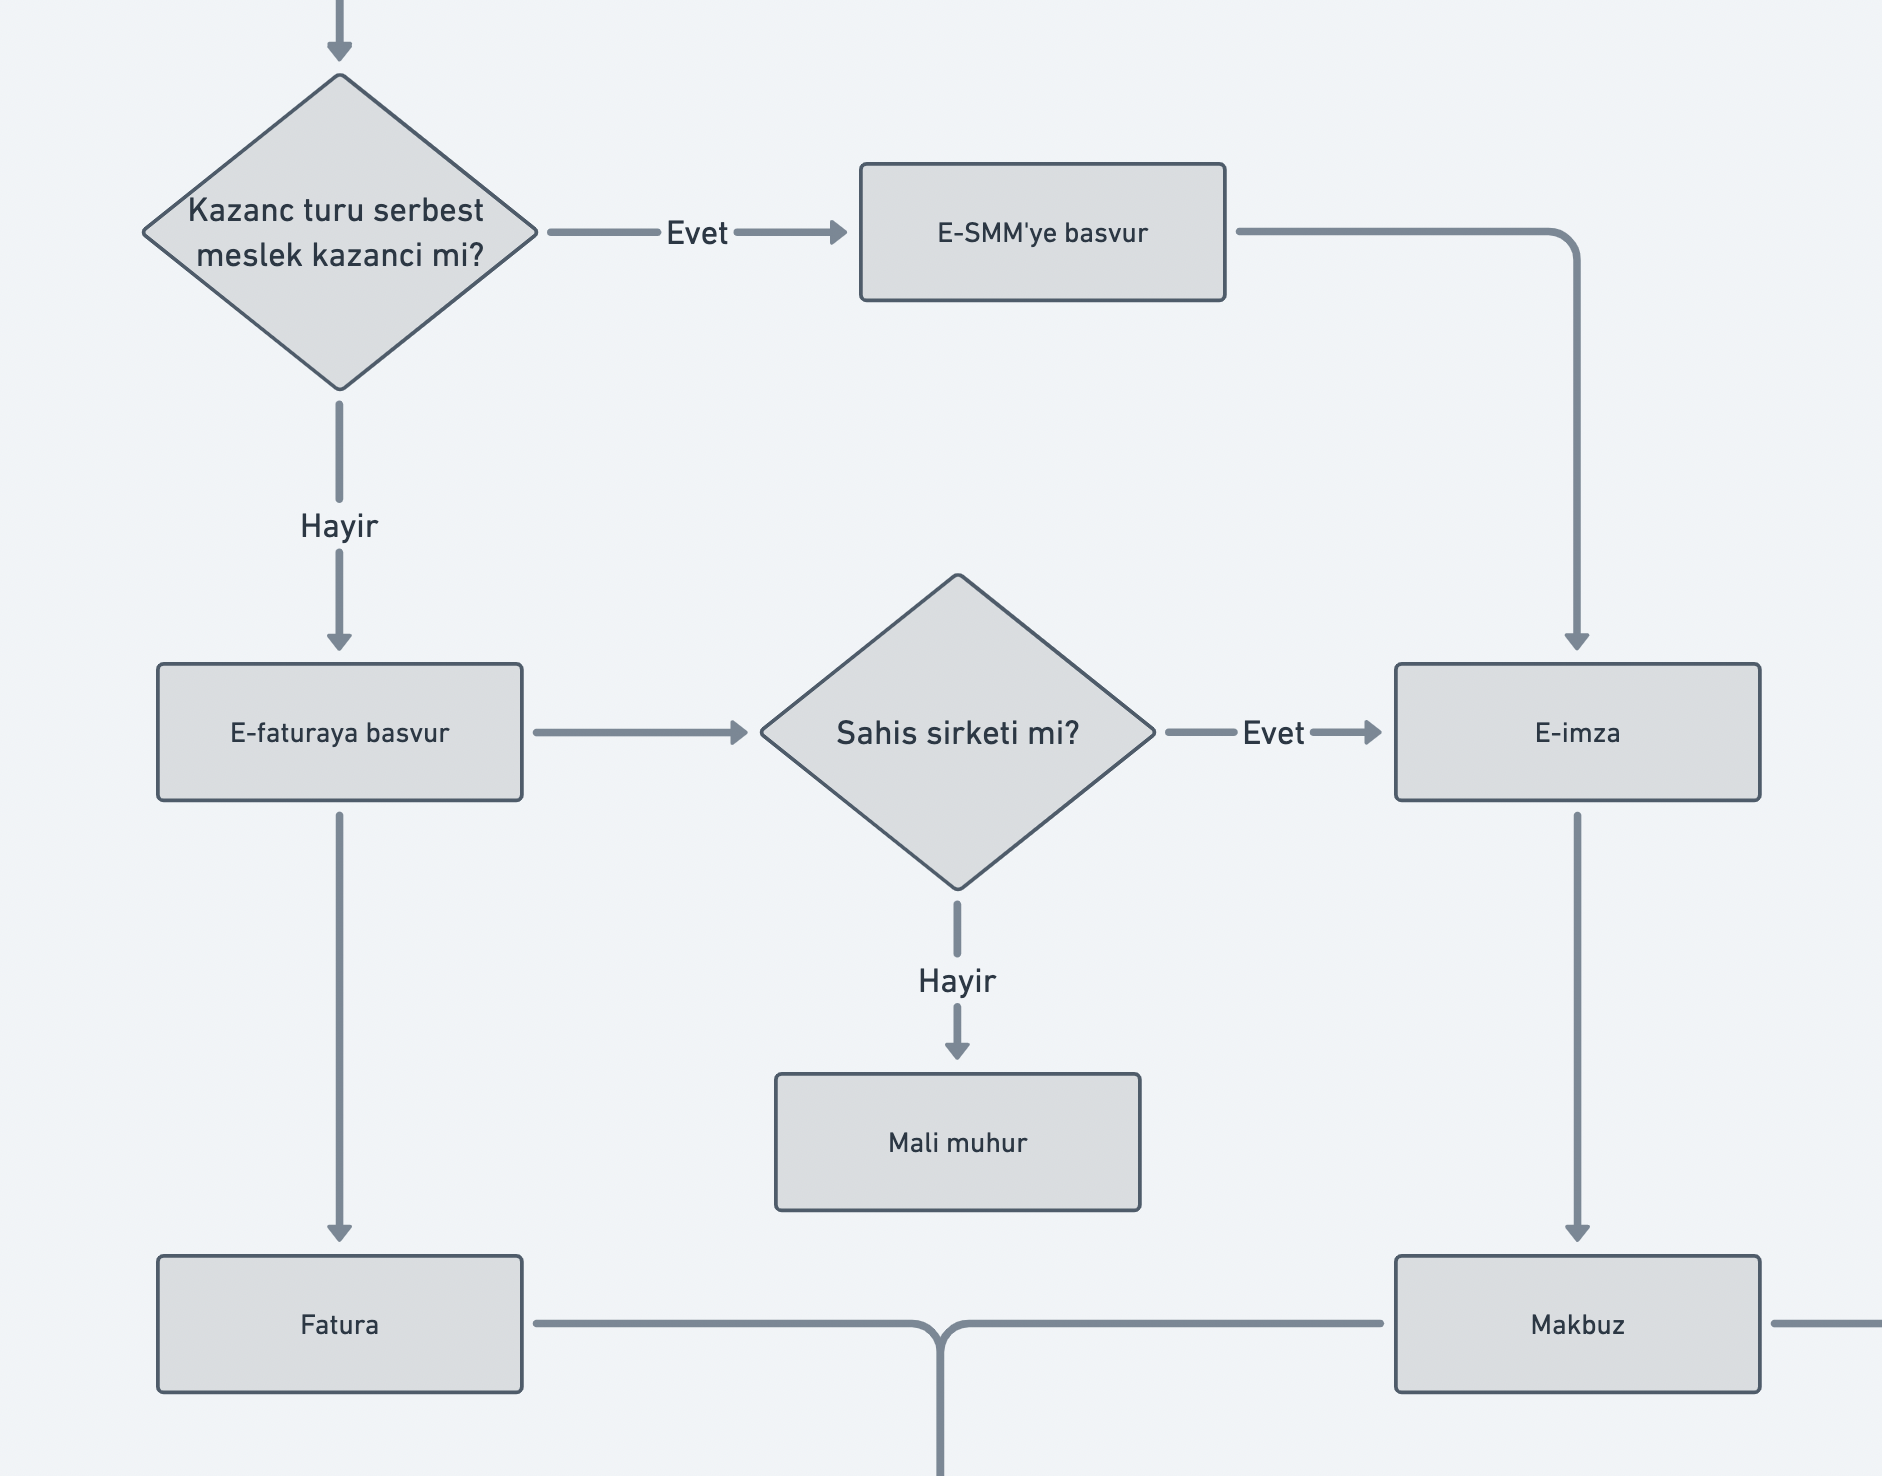 Kazanc turu serbest
meslek kazanci mi?
Evet
E-SMM'ye basvur
Hayir
E-faturaya basvur
Sahis sirketi mi?
Evet
E-imza
Hayir
Mali muhur
Fatura
Makbuz